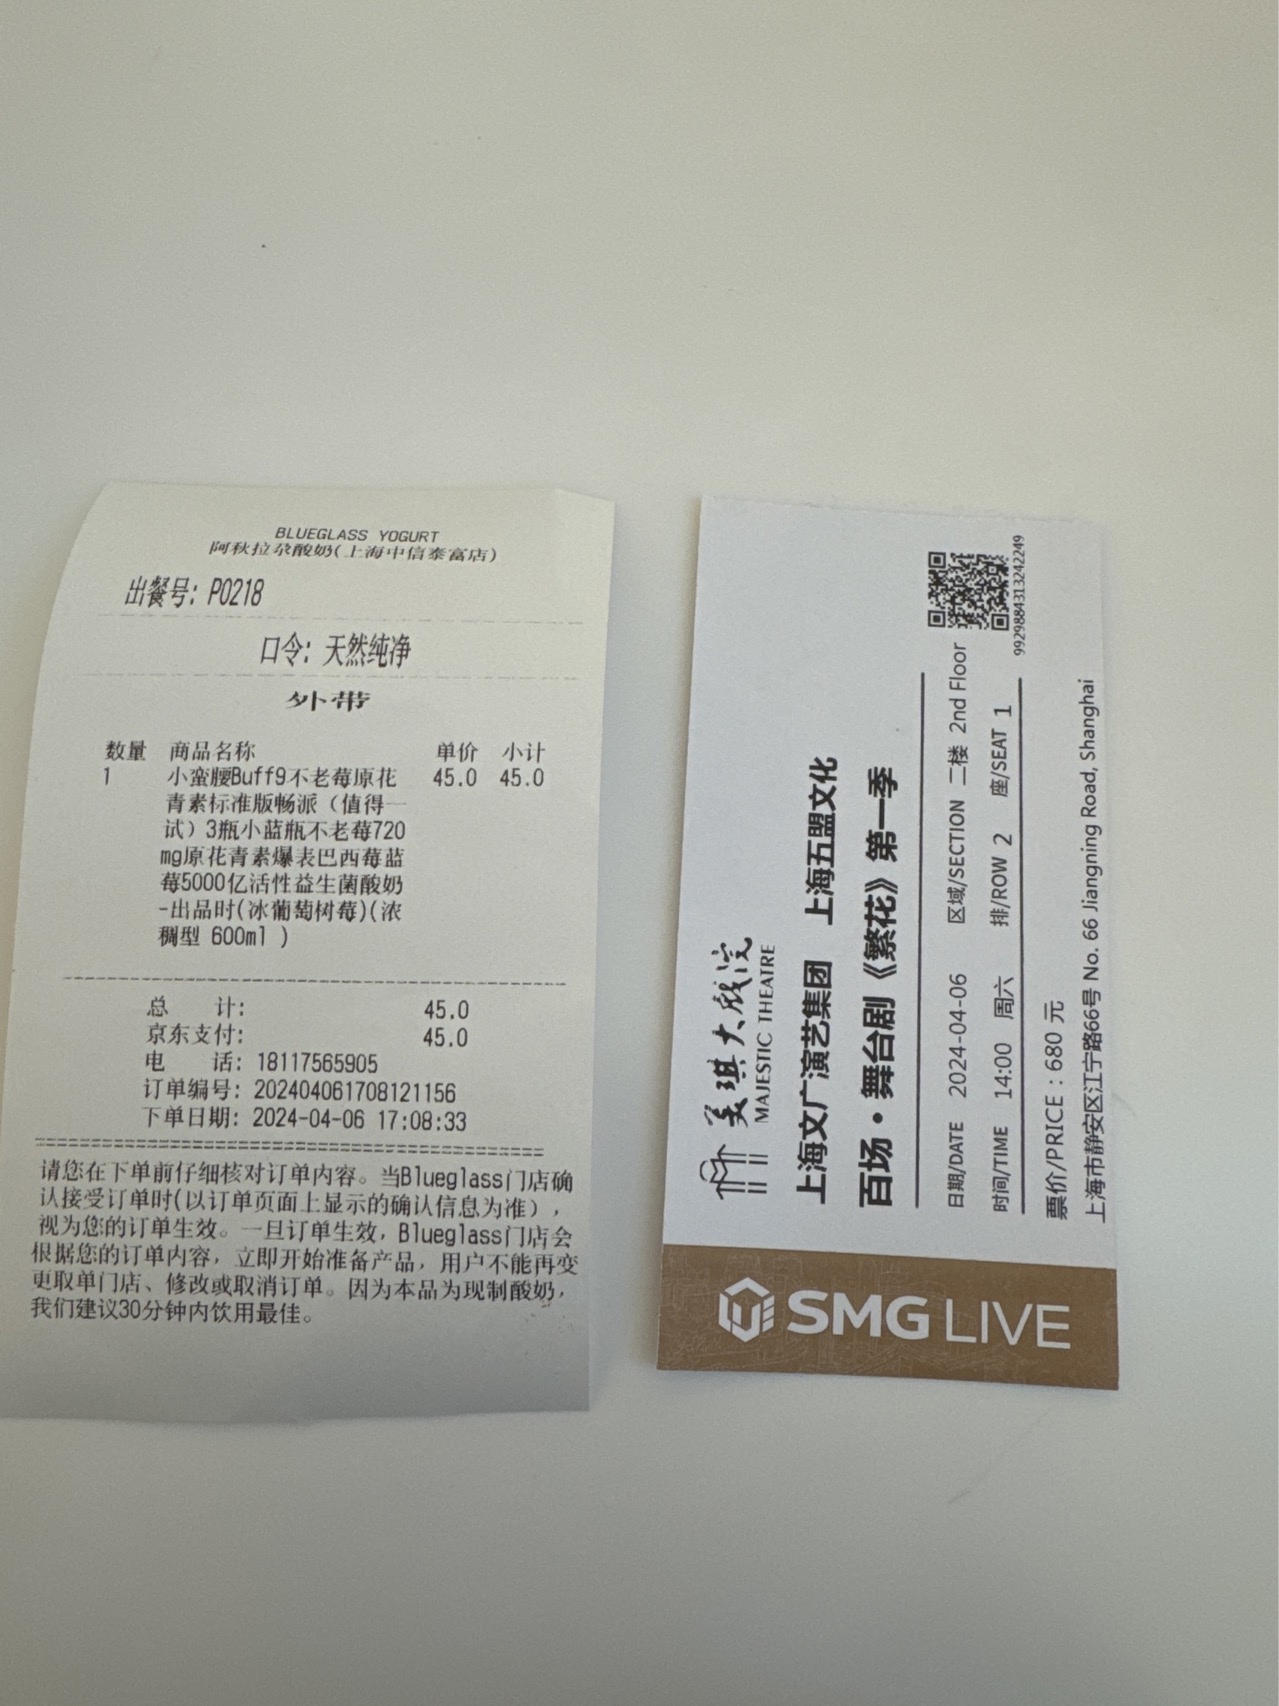 BLUEGLASS YOGURT
阿秋拉尕酸奶(上海中信泰富店)
出餐号: P0218
口令: 天然纯净
外带
数量 商品名称 单价 小计
1 小蛮腰Buff9不老莓原花 45.0 45.0
青素标准版畅派（值得一
试）3瓶小蓝瓶不老莓720
mg原花青素爆表巴西莓蓝
莓5000亿活性益生菌酸奶
-出品时(冰葡萄树莓)(浓
稠型 600ml )
总 计: 45.0
京东支付: 45.0
电 话: 18117565905
订单编号: 202404061708121156
下单日期: 2024-04-06 17:08:33
请您在下单前仔细核对订单内容。当Blueglass门店确
认接受订单时(以订单页面上显示的确认信息为准)，
视为您的订单生效。一旦订单生效，Blueglass门店会
根据您的订单内容，立即开始准备产品，用户不能再变
更取单门店、修改或取消订单。因为本品为现制酸奶，
我们建议30分钟内饮用最佳。
美琪大戏院
MAJESTIC THEATRE
上海文广演艺集团 上海五盟文化
百场·舞台剧《繁花》第一季
日期/DATE 2024-04-06 区域/SECTION 二楼 2nd Floor
时间/TIME 14:00 周六 排/ROW 2 座/SEAT 1
9929884313242249
票价/PRICE：680 元
上海市静安区江宁路66号 No. 66 Jiangning Road, Shanghai
SMG LIVE